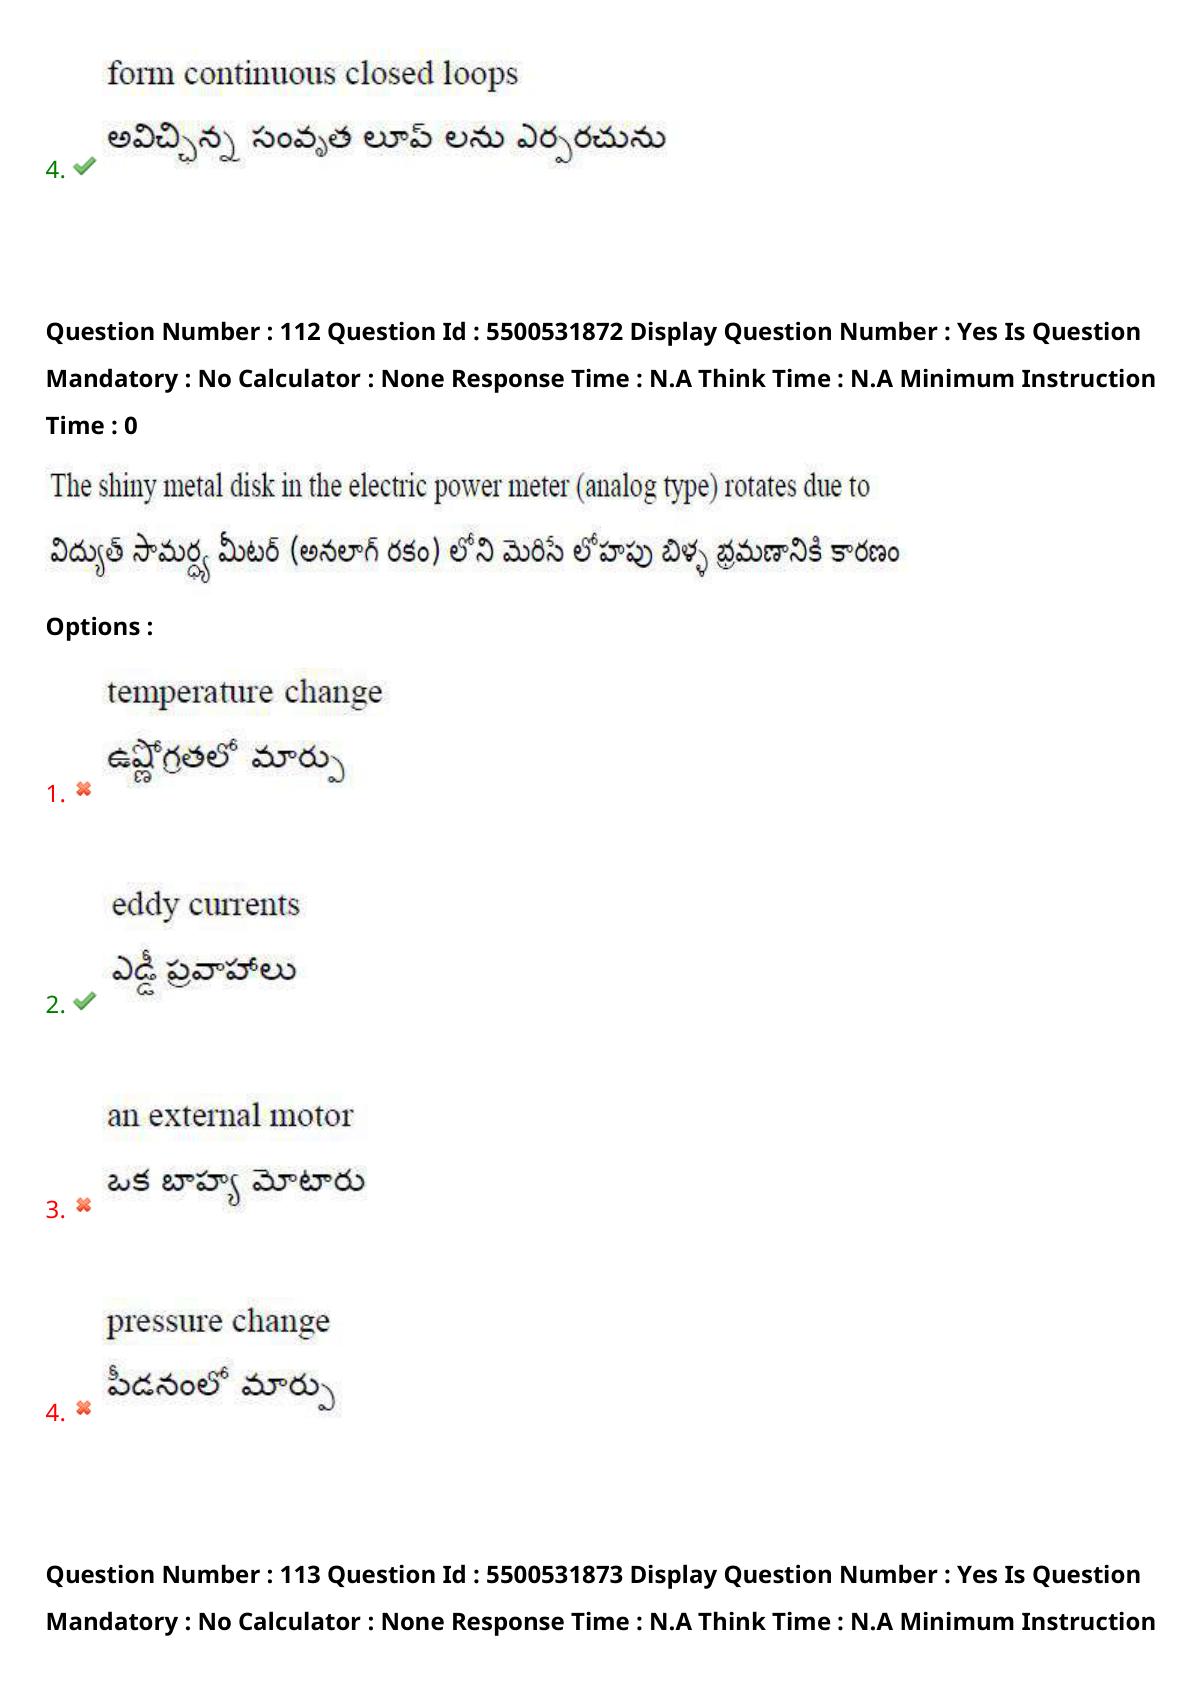 form continuous closed loops
అవిచ్ఛిన్న సంవృత లూప్ లను ఎర్పరచును
4.
Question Number : 112 Question Id : 5500531872 Display Question Number : Yes Is Question
Mandatory : No Calculator : None Response Time : N.A Think Time : N.A Minimum Instruction
Time : 0
The shiny metal disk in the electric power meter (analog type) rotates due to
విద్యుత్ సామర్ధ్య మీటర్ (అనలాగ్ రకం) లోని మెరిసే లోహపు బిళ్ళ భ్రమణానికి కారణం
Options :
temperature change
ఉష్ణోగ్రతలో మార్పు
1.
eddy currents
ఎడ్డీ ప్రవాహాలు
2.
an external motor
ఒక బాహ్య మోటారు
3.
pressure change
పీడనంలో మార్పు
4.
Question Number : 113 Question Id : 5500531873 Display Question Number : Yes Is Question
Mandatory : No Calculator : None Response Time : N.A Think Time : N.A Minimum Instruction